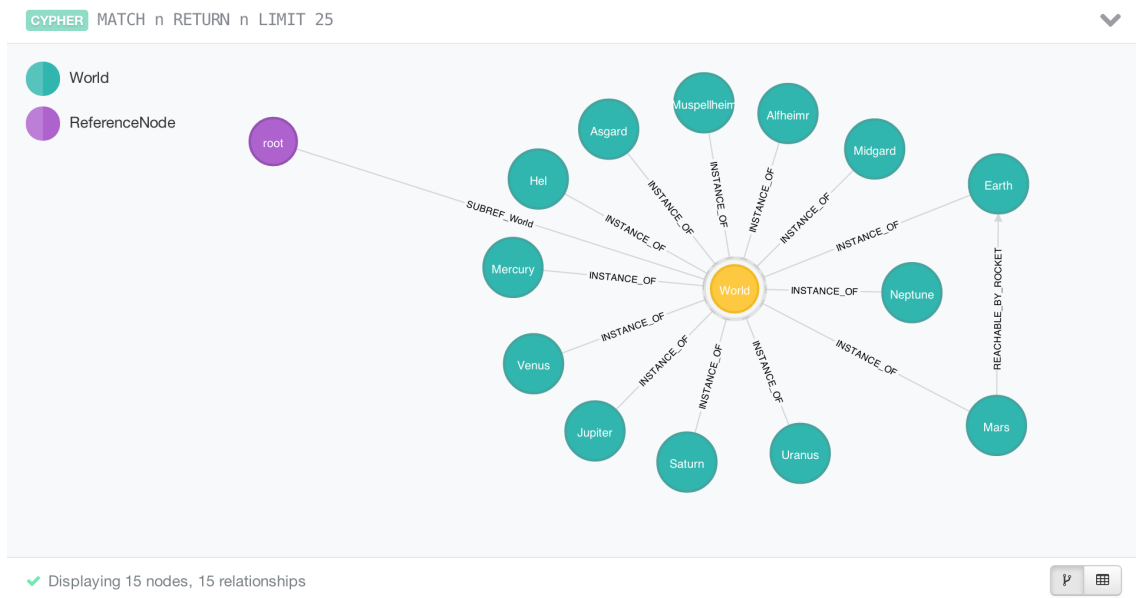 CYPHER MATCH n RETURN n LIMIT 25
World
ReferenceNode
root
SUBREF_World
Muspellheim
Alfheimr
Asgard
Midgard
Hel
Earth
INSTANCE_OF
INSTANCE_OF
INSTANCE_OF
INSTANCE_OF
INSTANCE_OF
INSTANCE_OF
Mercury
INSTANCE_OF
World
INSTANCE_OF
Neptune
REACHABLE_BY_ROCKET
INSTANCE_OF
Venus
INSTANCE_OF
INSTANCE_OF
INSTANCE_OF
INSTANCE_OF
Jupiter
Saturn
Uranus
Mars
Displaying 15 nodes, 15 relationships